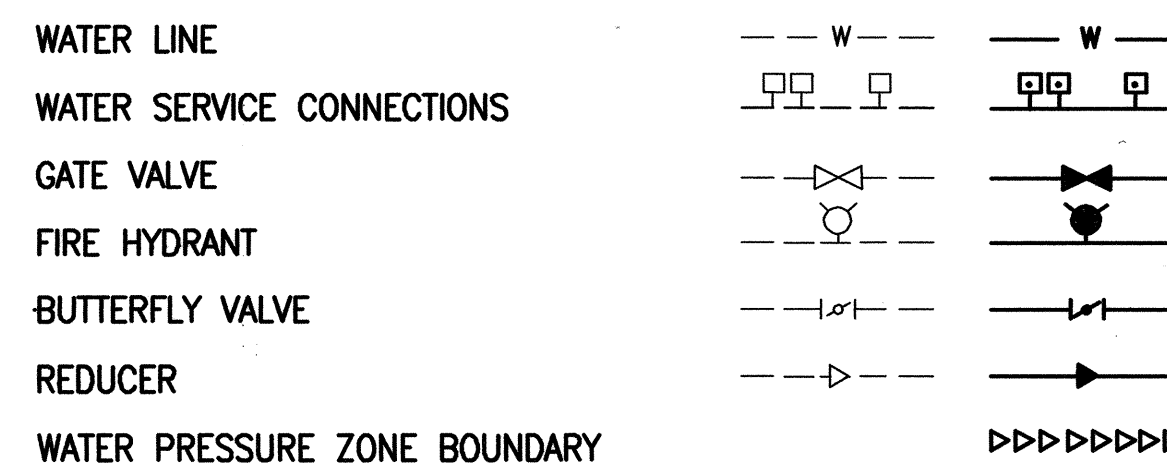 WATER LINE W W
WATER SERVICE CONNECTIONS
GATE VALVE
FIRE HYDRANT
BUTTERFLY VALVE
REDUCER
WATER PRESSURE ZONE BOUNDARY